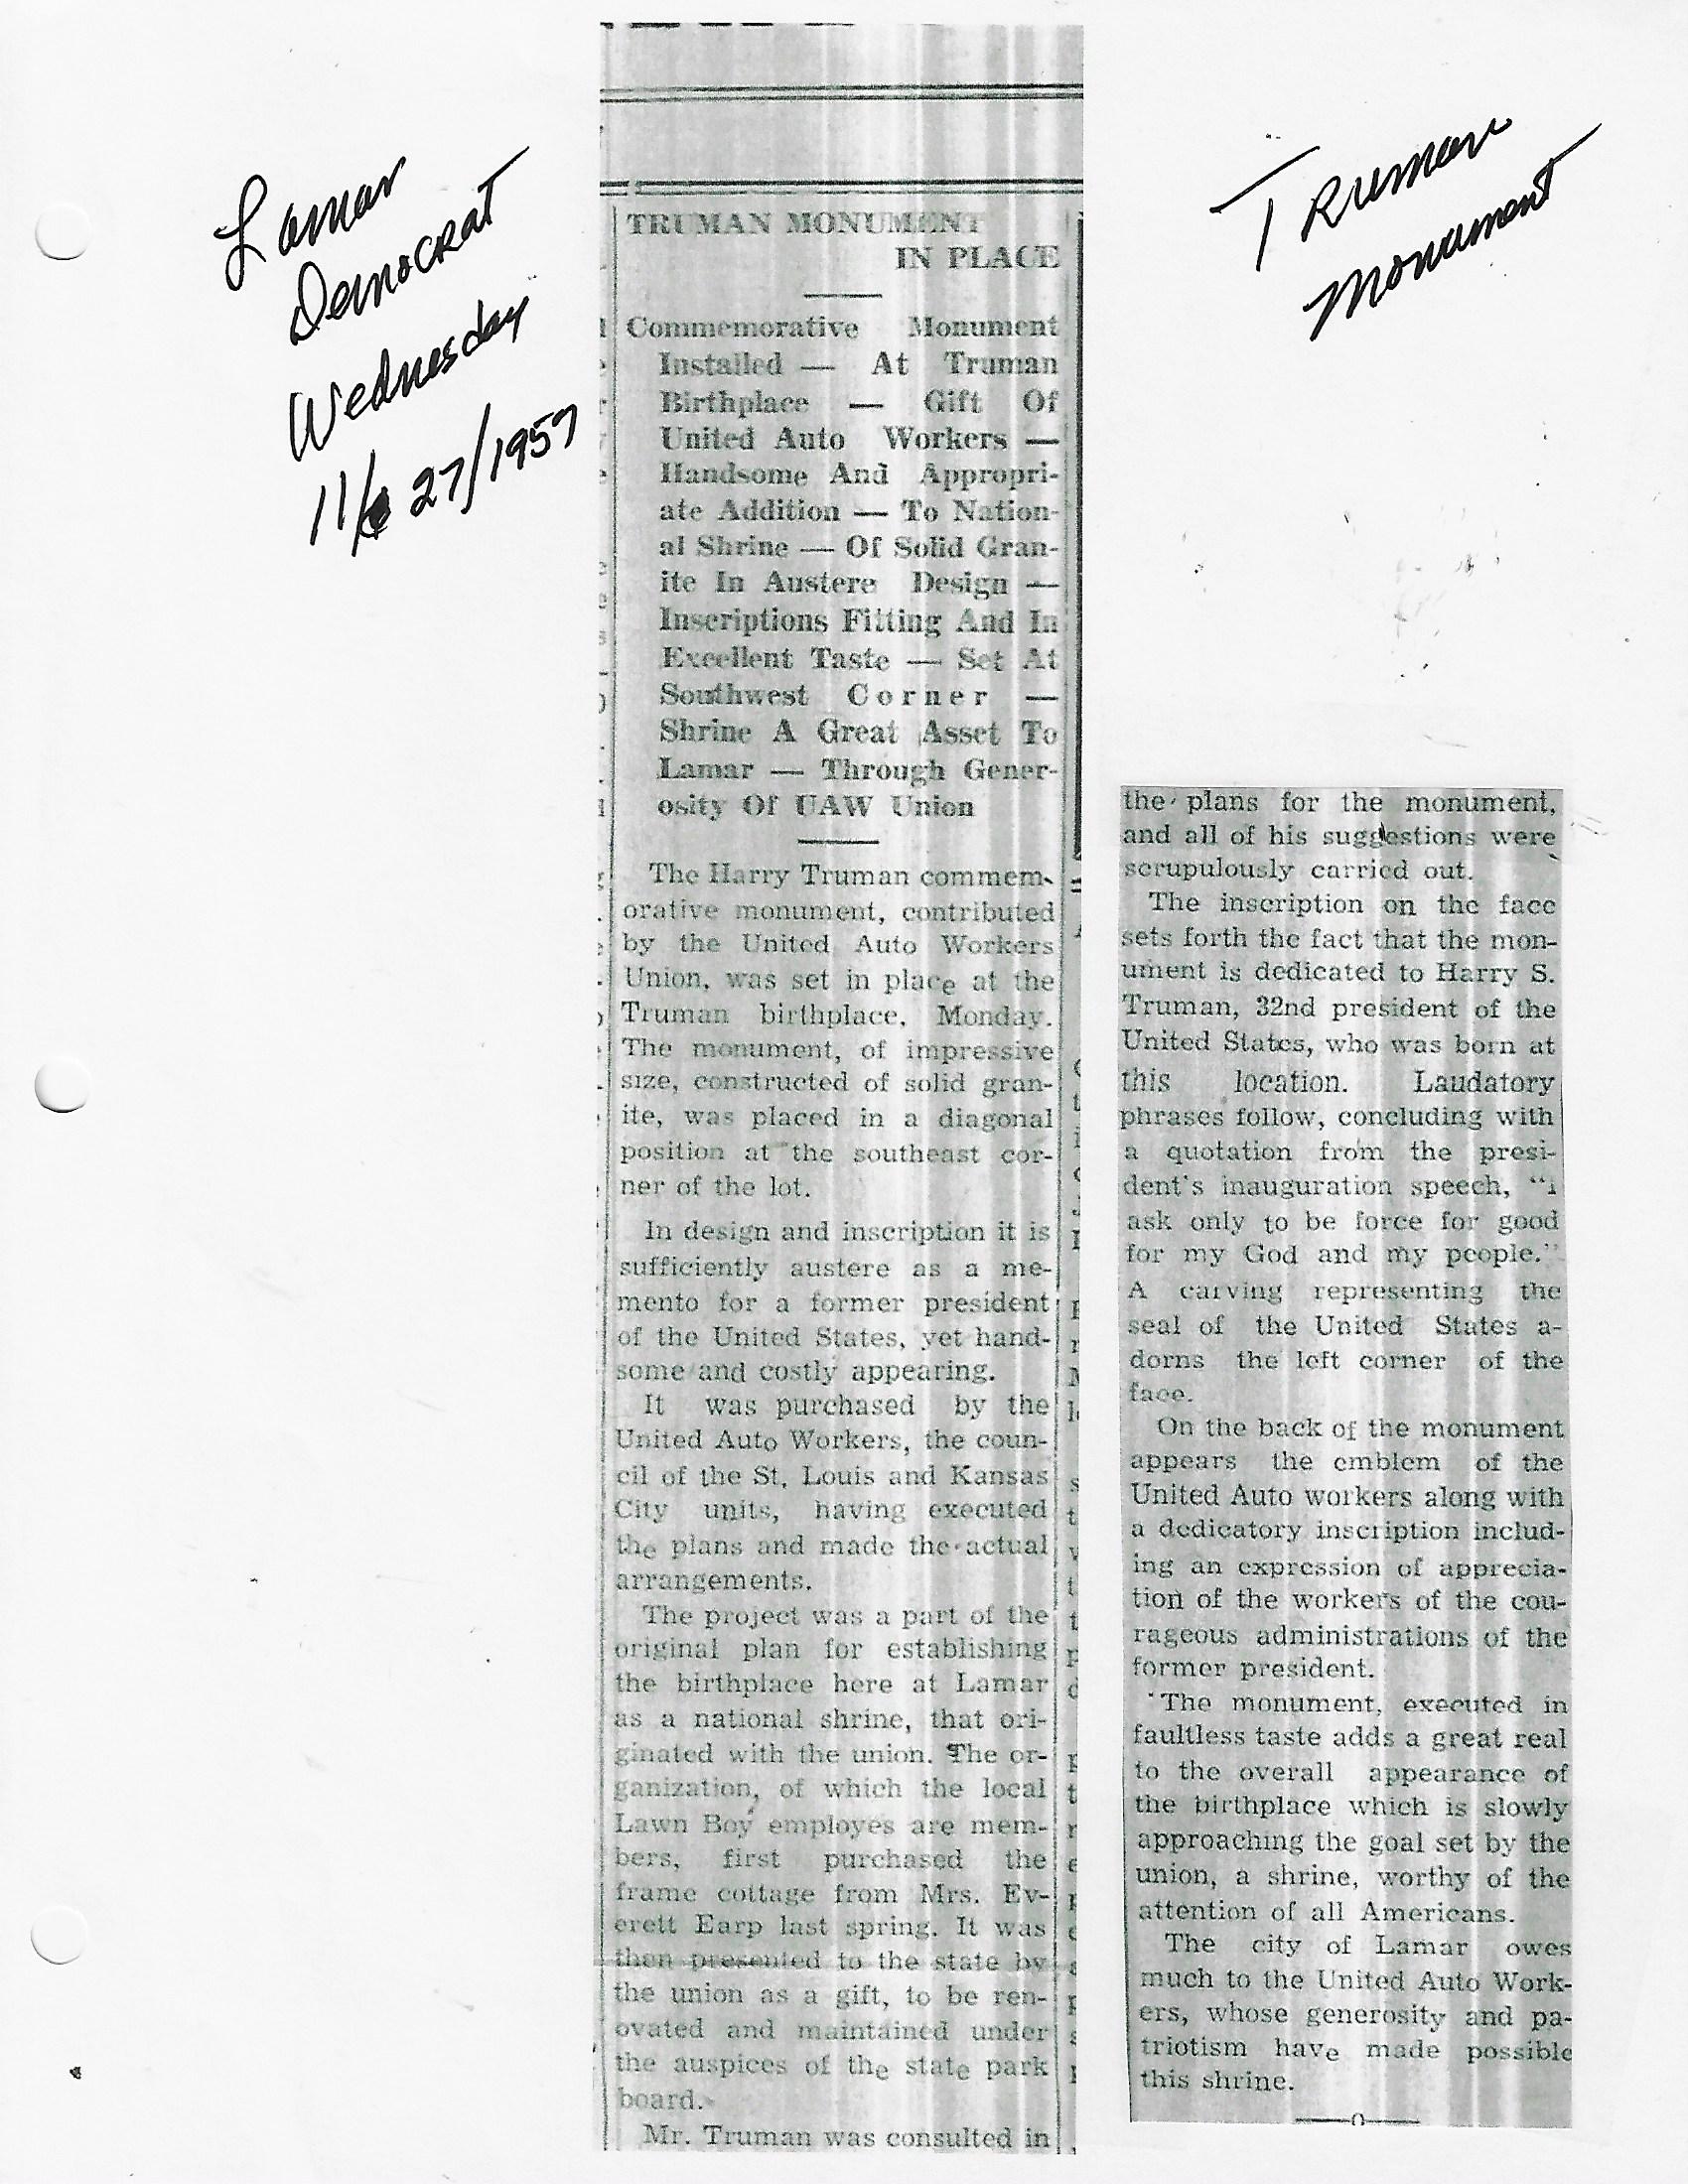 Lamar
Democrat
Wednesday
11/27/1957
Truman
Monument
TRUMAN MONUMENT
IN PLACE
Commemorative Monument
Installed — At Truman
Birthplace — Gift Of
United Auto Workers —
Handsome And Appropri-
ate Addition — To Nation-
al Shrine — Of Solid Gran-
ite In Austere Design —
Inscriptions Fitting And In
Excellent Taste — Set At
Southwest Corner —
Shrine A Great Asset To
Lamar — Through Gener-
osity Of UAW Union
The Harry Truman commem-
orative monument, contributed
by the United Auto Workers
Union, was set in place at the
Truman birthplace, Monday.
The monument, of impressive
size, constructed of solid gran-
ite, was placed in a diagonal
position at the southeast cor-
ner of the lot.
In design and inscription it is
sufficiently austere as a me-
mento for a former president
of the United States, yet hand-
some and costly appearing.
It was purchased by the
United Auto Workers, the coun-
cil of the St. Louis and Kansas
City units, having executed
the plans and made the actual
arrangements.
The project was a part of the
original plan for establishing
the birthplace here at Lamar
as a national shrine, that ori-
ginated with the union. The or-
ganization, of which the local
Lawn Boy employes are mem-
bers, first purchased the
frame cottage from Mrs. Ev-
erett Earp last spring. It was
then presented to the state by
the union as a gift, to be ren-
ovated and maintained under
the auspices of the state park
board.
Mr. Truman was consulted in
the plans for the monument,
and all of his suggestions were
scrupulously carried out.
The inscription on the face
sets forth the fact that the mon-
ument is dedicated to Harry S.
Truman, 32nd president of the
United States, who was born at
this location. Laudatory
phrases follow, concluding with
a quotation from the presi-
dent's inauguration speech, "I
ask only to be force for good
for my God and my people."
A carving representing the
seal of the United States a-
dorns the left corner of the
face.
On the back of the monument
appears the emblem of the
United Auto workers along with
a dedicatory inscription includ-
ing an expression of apprecia-
tion of the workers of the cou-
rageous administrations of the
former president.
The monument, executed in
faultless taste adds a great real
to the overall appearance of
the birthplace which is slowly
approaching the goal set by the
union, a shrine, worthy of the
attention of all Americans.
The city of Lamar owes
much to the United Auto Work-
ers, whose generosity and pa-
triotism have made possible
this shrine.
—o—